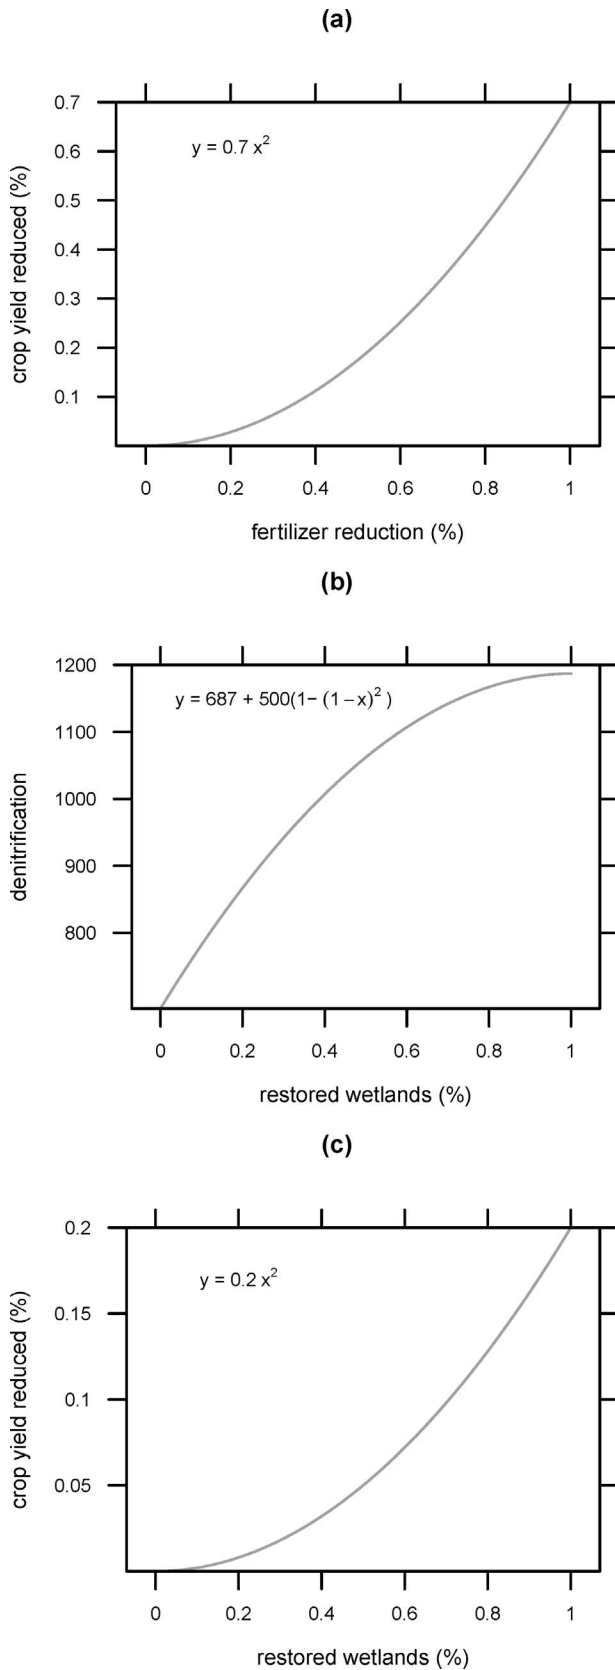 (a)
0.7
0.6
0.5
0.4
0.3
0.2
0.1
crop yield reduced (%)
y = 0.7 x²
0 0.2 0.4 0.6 0.8 1
fertilizer reduction (%)
(b)
1200
1100
1000
900
800
denitrification
y = 687 + 500(1− (1−x)² )
0 0.2 0.4 0.6 0.8 1
restored wetlands (%)
(c)
0.2
0.15
0.1
0.05
crop yield reduced (%)
y = 0.2 x²
0 0.2 0.4 0.6 0.8 1
restored wetlands (%)